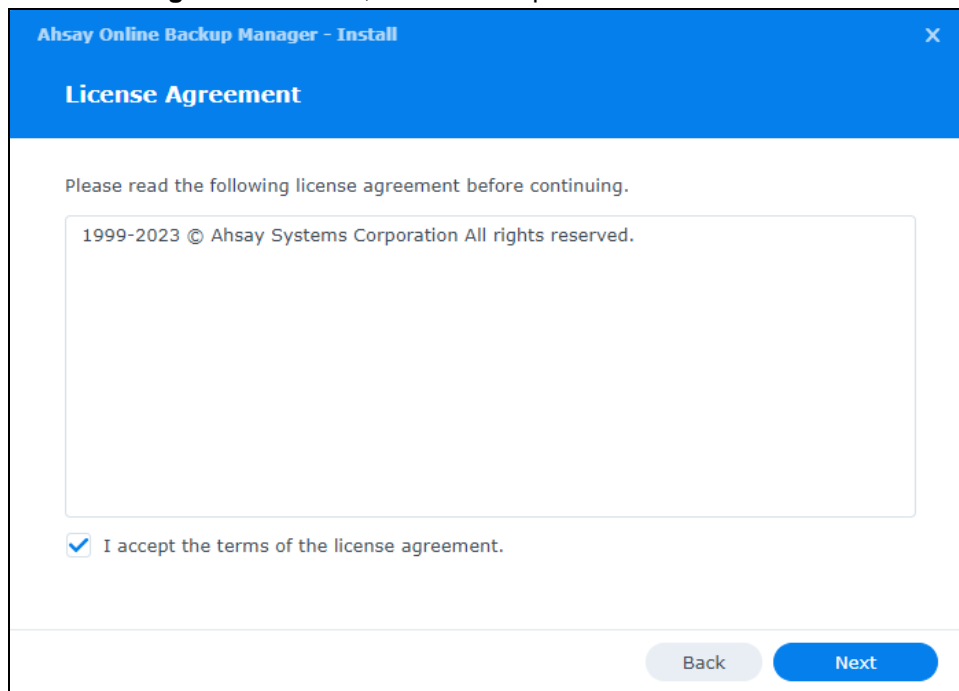 Ahsay Online Backup Manager - Install
License Agreement
Please read the following license agreement before continuing.
1999-2023 © Ahsay Systems Corporation All rights reserved.
I accept the terms of the license agreement.
Back Next